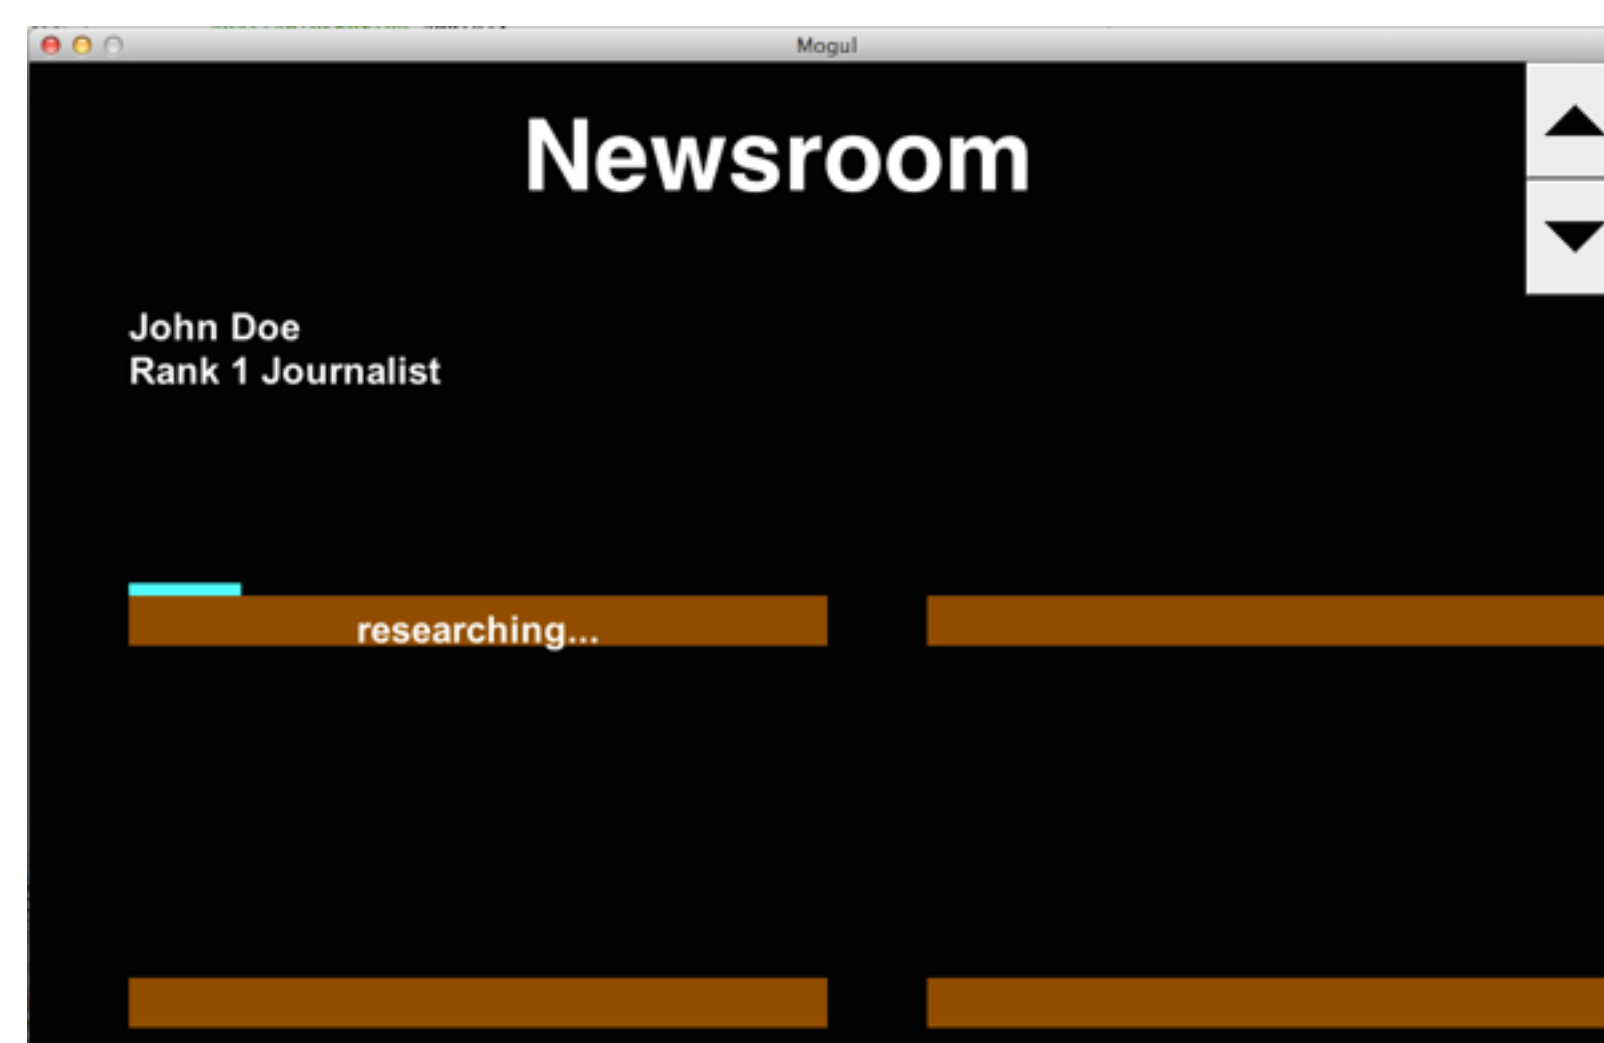 Mogul
Newsroom
John Doe
Rank 1 Journalist
researching...